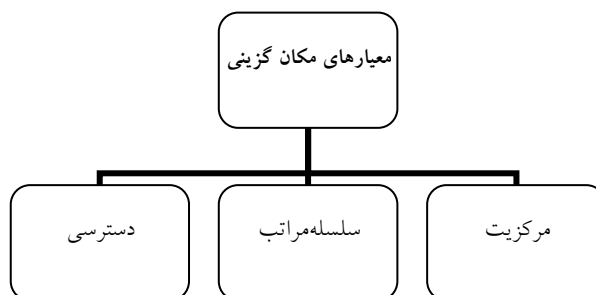 معیارهای مکان گزینی
مرکزیت
سلسله‌مراتب
دسترسی